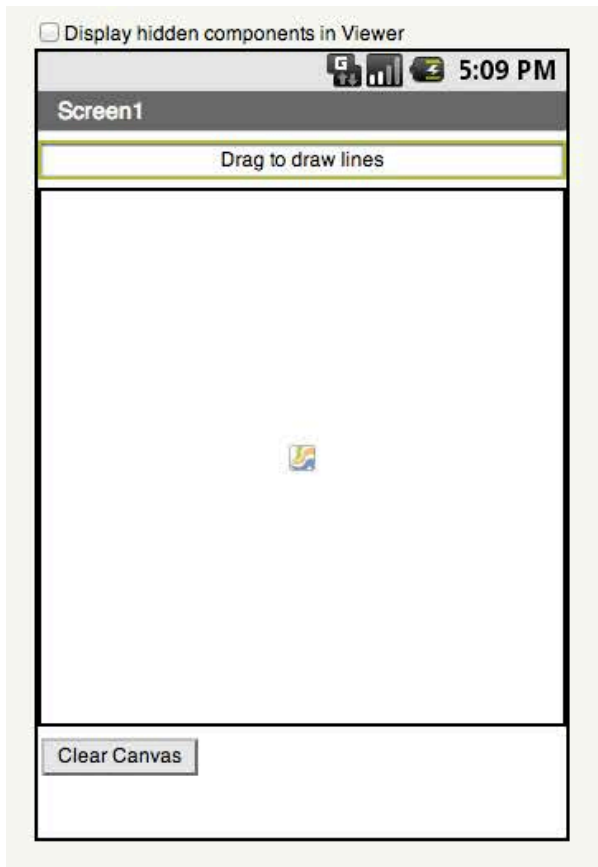 Display hidden components in Viewer
G 5:09 PM
Screen1
Drag to draw lines
Clear Canvas